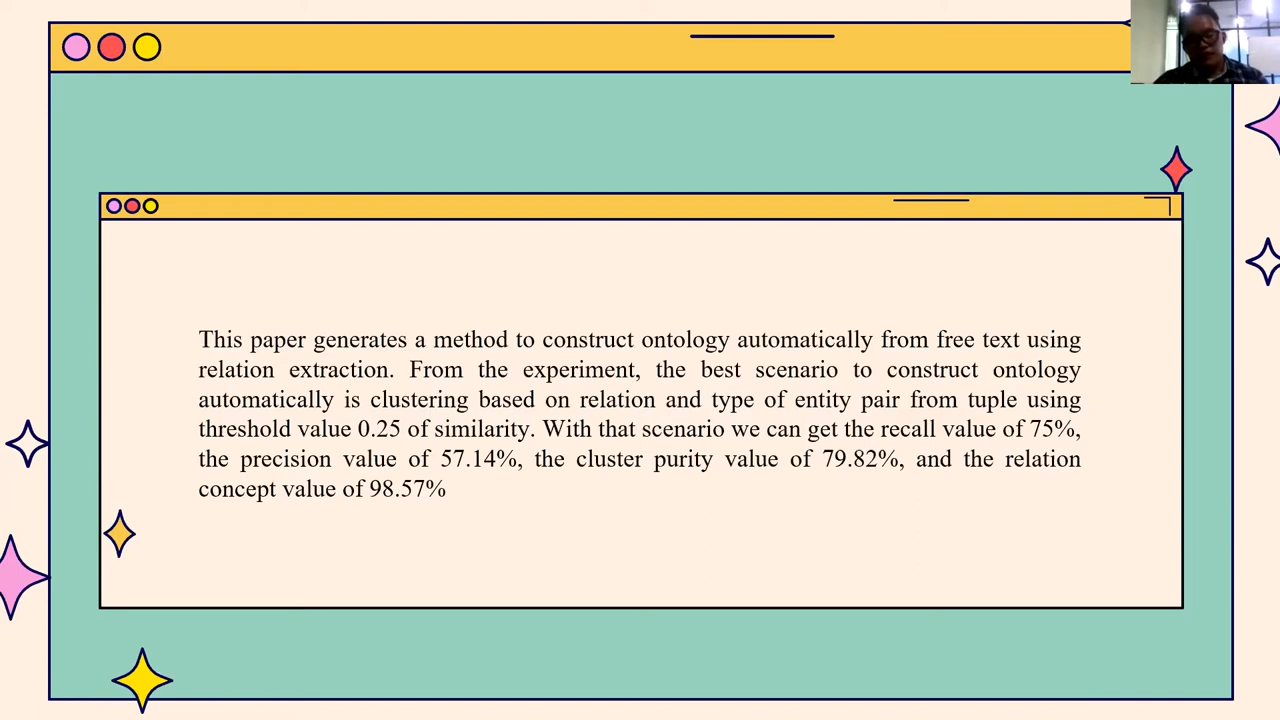 This paper generates a method to construct ontology automatically from free text using
relation extraction. From the experiment, the best scenario to construct ontology
automatically is clustering based on relation and type of entity pair from tuple using
threshold value 0.25 of similarity. With that scenario we can get the recall value of 75%,
the precision value of 57.14%, the cluster purity value of 79.82%, and the relation
concept value of 98.57%